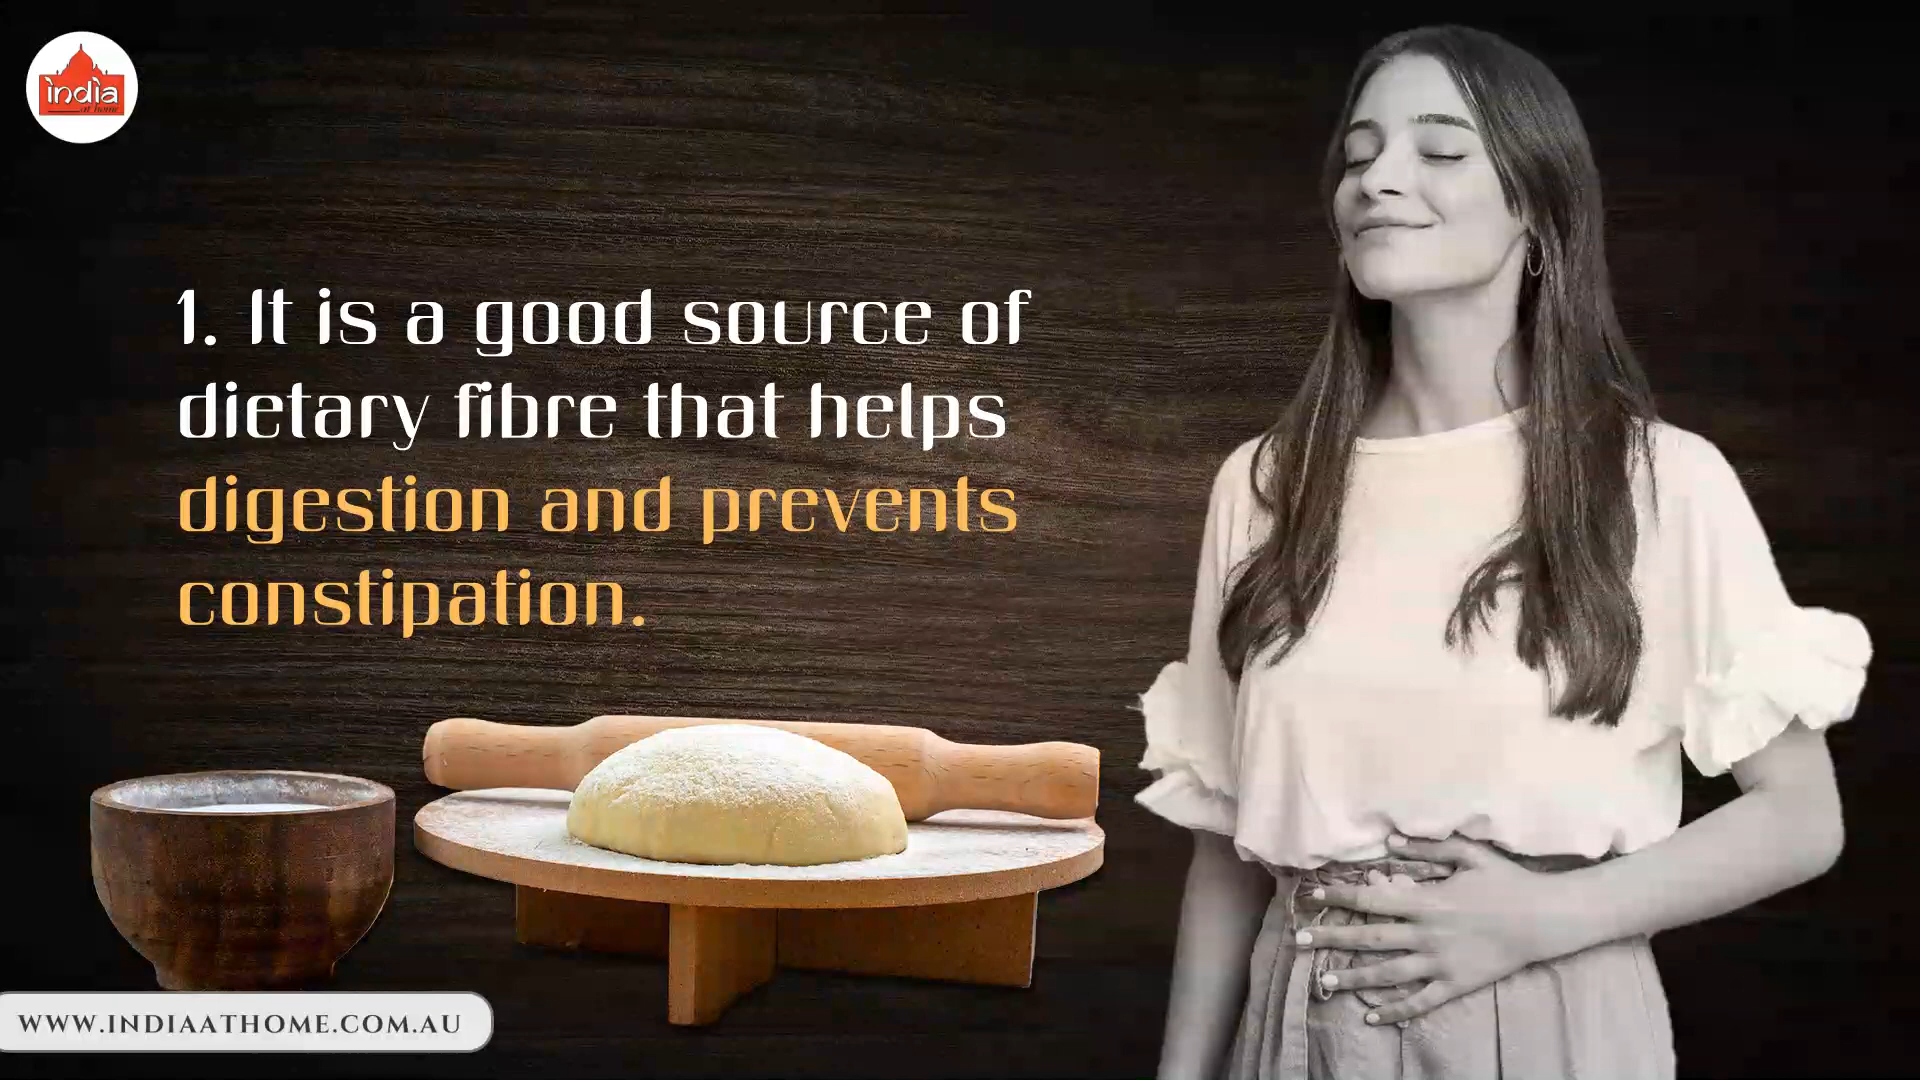 india
at home
1. It is a good source of
dietary fibre that helps
digestion and prevents
constipation.
WWW.INDIAATHOME.COM.AU